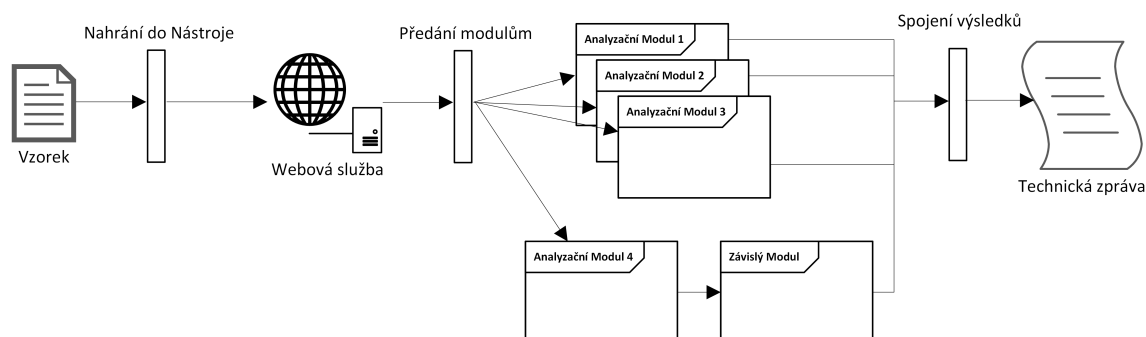 Nahrání do Nástroje
Předání modulům
Spojení výsledků
Analyzační Modul 1
Analyzační Modul 2
Analyzační Modul 3
Vzorek
Webová služba
Technická zpráva
Analyzační Modul 4
Závislý Modul